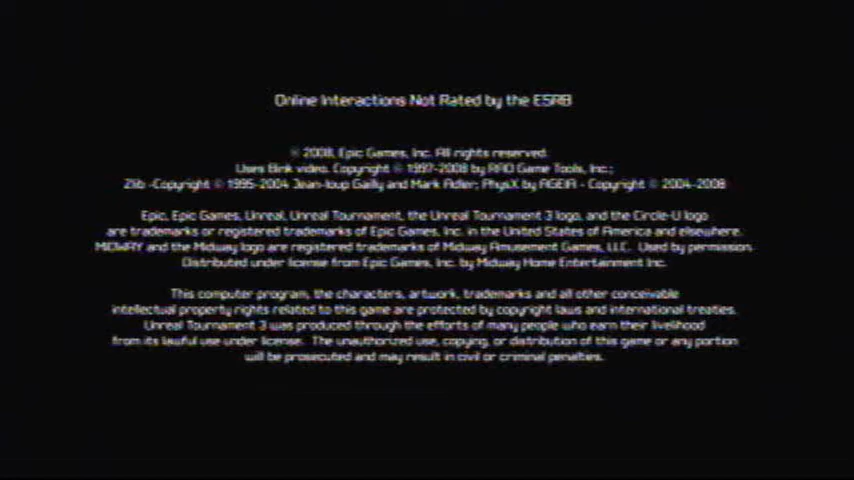 Online Interactions Not Rated by the ESRB
© 2008, Epic Games, Inc. All rights reserved.
Uses Bink video. Copyright © 1997-2008 by RAD Game Tools, Inc.;
Zlib -Copyright © 1995-2004 Jean-loup Gailly and Mark Adler; PhysX by AGEIA - Copyright © 2004-2008
Epic, Epic Games, Unreal, Unreal Tournament, the Unreal Tournament 3 logo, and the Circle-U logo
are trademarks or registered trademarks of Epic Games, Inc. in the United States of America and elsewhere.
MIDWAY and the Midway logo are registered trademarks of Midway Amusement Games, LLC. Used by permission.
Distributed under license from Epic Games, Inc. by Midway Home Entertainment Inc.
This computer program, the characters, artwork, trademarks and all other conceivable
intellectual property rights related to this game are protected by copyright laws and international treaties.
Unreal Tournament 3 was produced through the efforts of many people who earn their livelihood
from its lawful use under license. The unauthorized use, copying, or distribution of this game or any portion
will be prosecuted and may result in civil or criminal penalties.